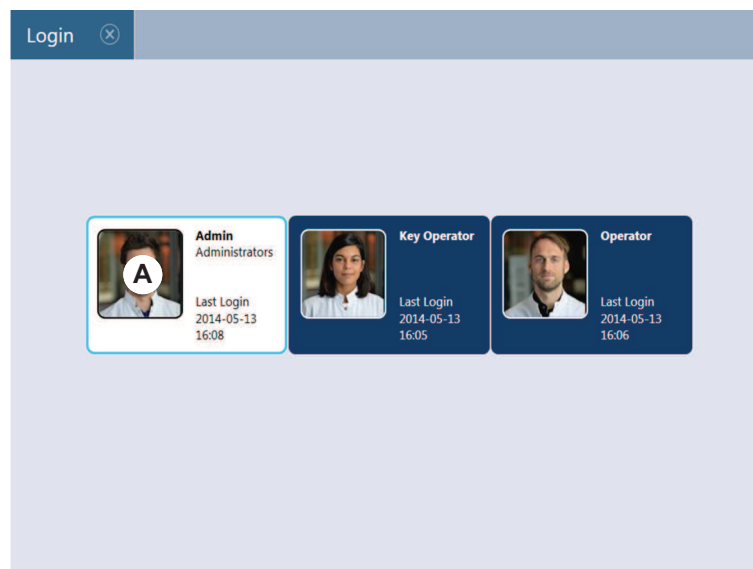 Login
Admin
Administrators
A
Last Login
2014-05-13
16:08
Key Operator
Last Login
2014-05-13
16:05
Operator
Last Login
2014-05-13
16:06